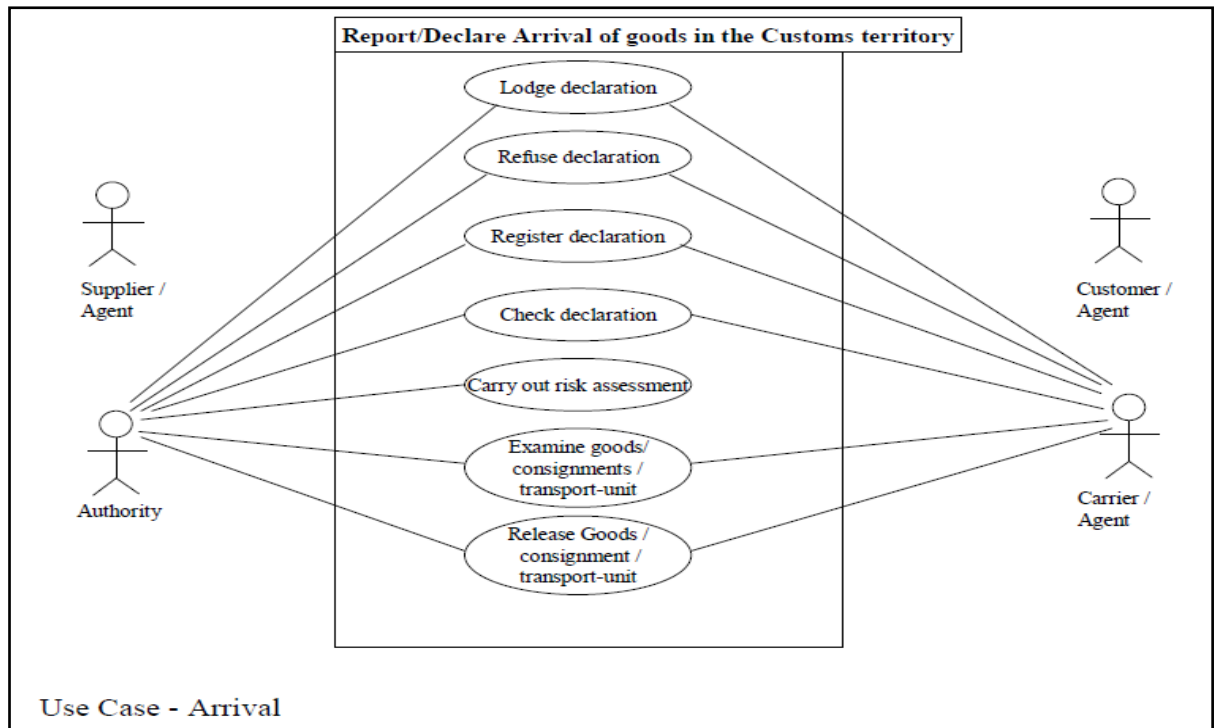 Report/Declare Arrival of goods in the Customs territory
Lodge declaration
Refuse declaration
Register declaration
Supplier /
Agent
Customer /
Agent
Check declaration
Carry out risk assessment
Examine goods/
consignments /
transport-unit
Authority
Carrier /
Agent
Release Goods /
consignment /
transport-unit
Use Case - Arrival